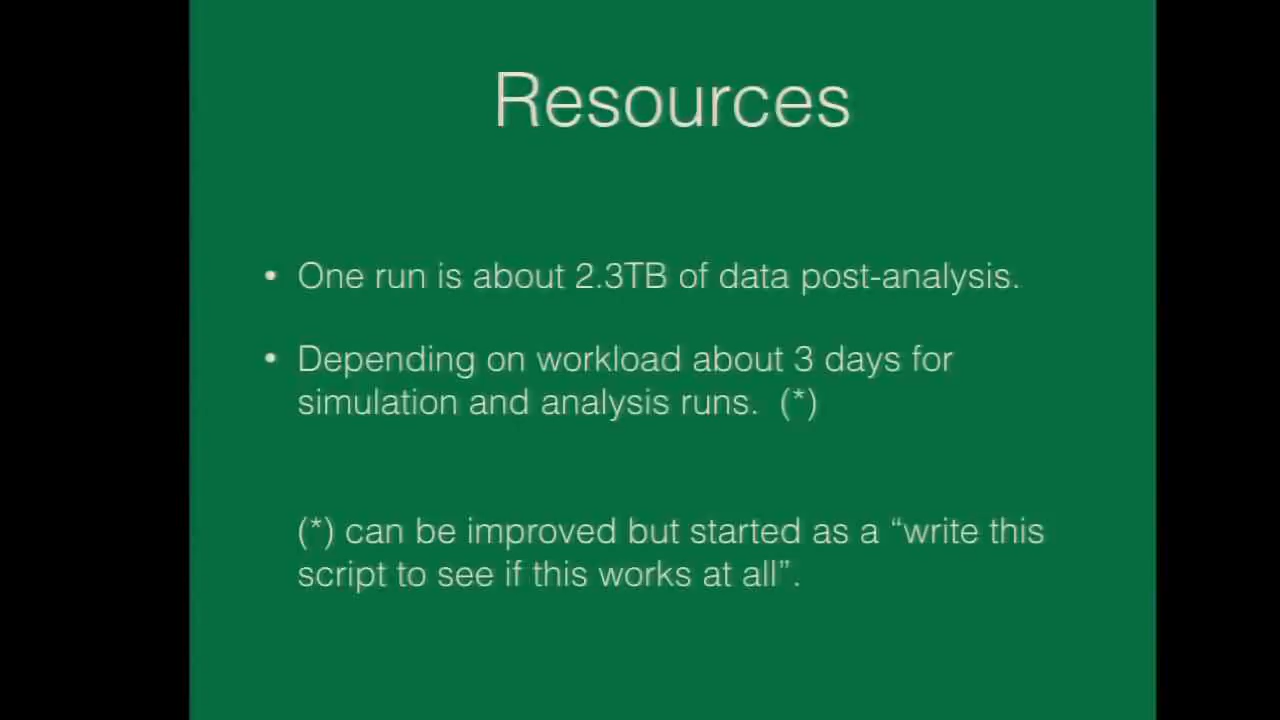 Resources
• One run is about 2.3TB of data post-analysis.
• Depending on workload about 3 days for
simulation and analysis runs.  (*)
(*) can be improved but started as a “write this
script to see if this works at all”.